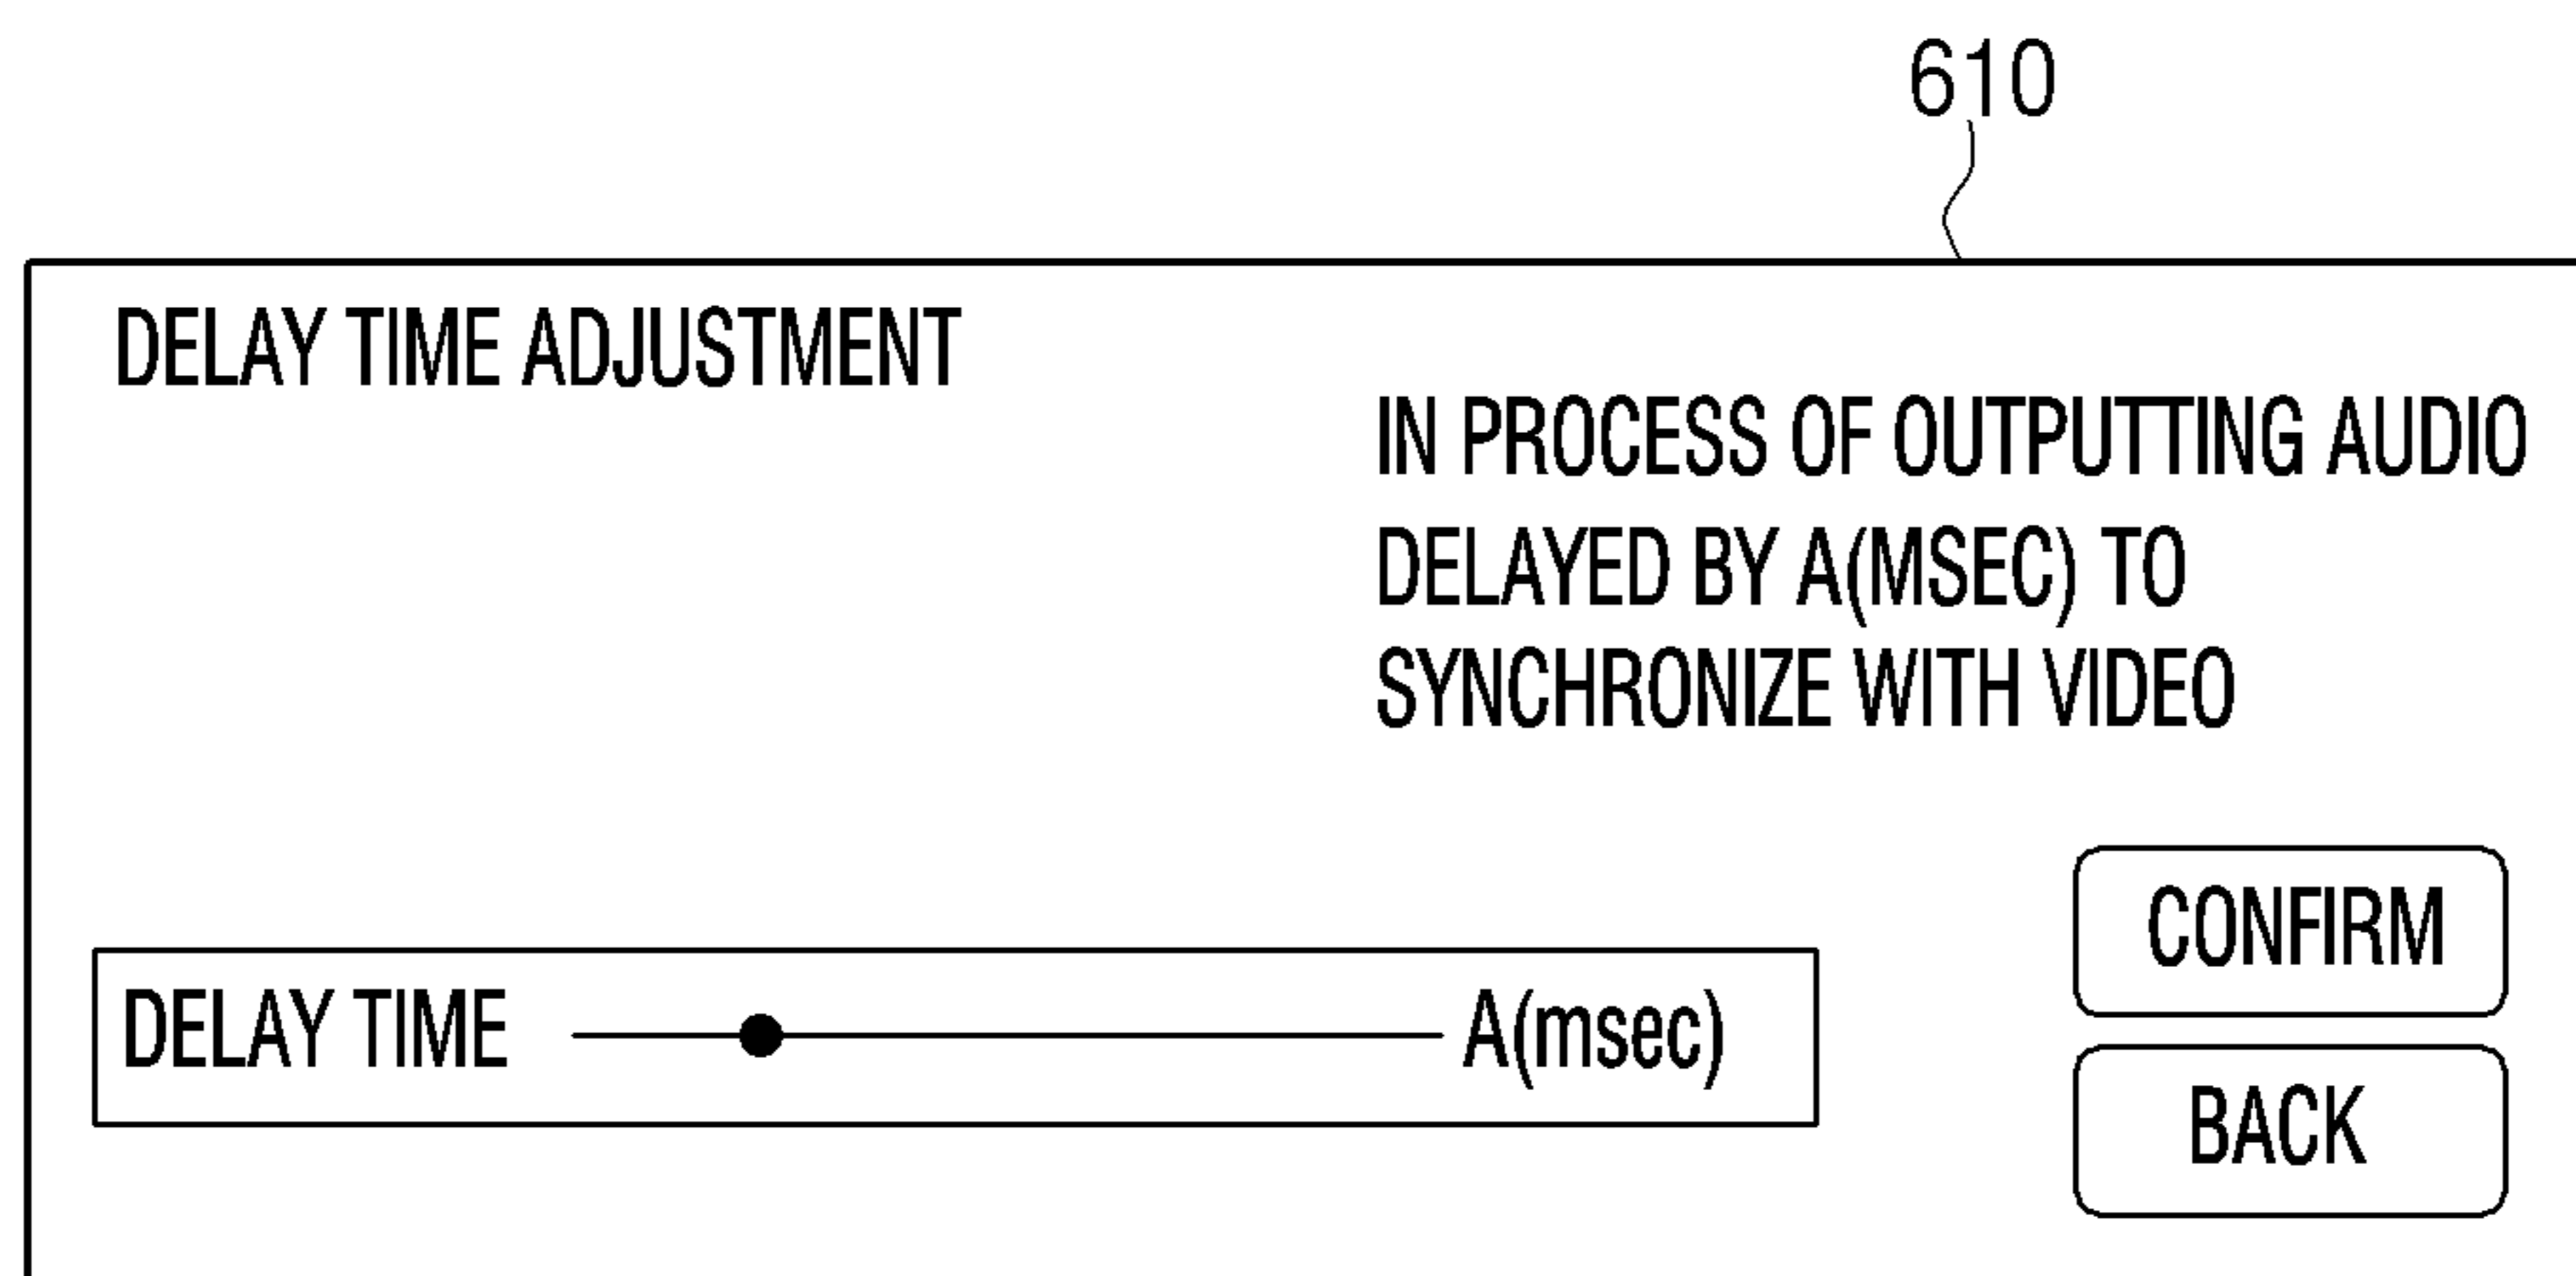 610
DELAY TIME ADJUSTMENT
IN PROCESS OF OUTPUTTING AUDIO
DELAYED BY A(MSEC) TO
SYNCHRONIZE WITH VIDEO
CONFIRM
DELAY TIME A(msec)
BACK